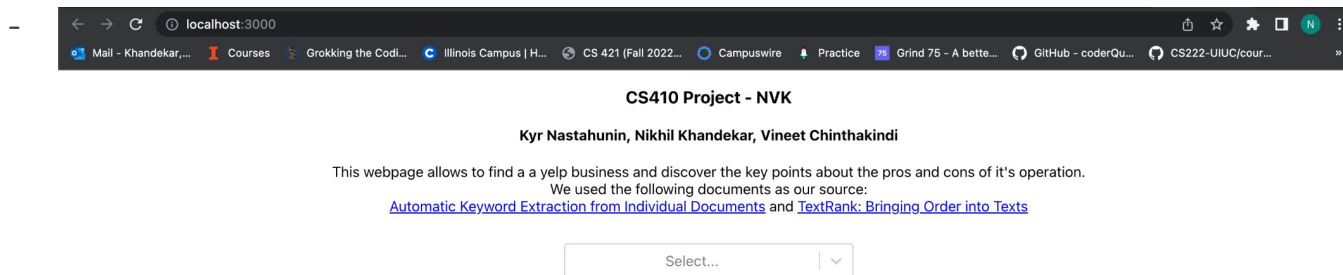 localhost:3000
N
Mail - Khandekar,... Courses Grokking the Codi... Illinois Campus | H... CS 421 (Fall 2022... Campuswire Practice 75 Grind 75 - A bette... GitHub - coderQu... CS222-UIUC/cour... »
CS410 Project - NVK
Kyr Nastahunin, Nikhil Khandekar, Vineet Chinthakindi
This webpage allows to find a a yelp business and discover the key points about the pros and cons of it's operation.
We used the following documents as our source:
Automatic Keyword Extraction from Individual Documents and TextRank: Bringing Order into Texts
Select...